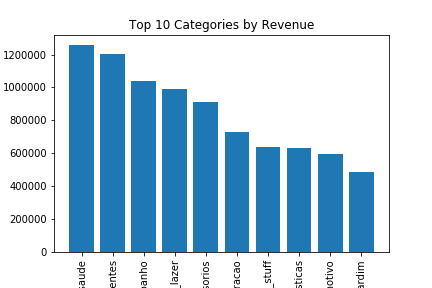 Top 10 Categories by Revenue
1200000
1000000
800000
600000
400000
200000
0
saude
entes
anho
_lazer
sorios
racao
_stuff
sticas
motivo
ardim